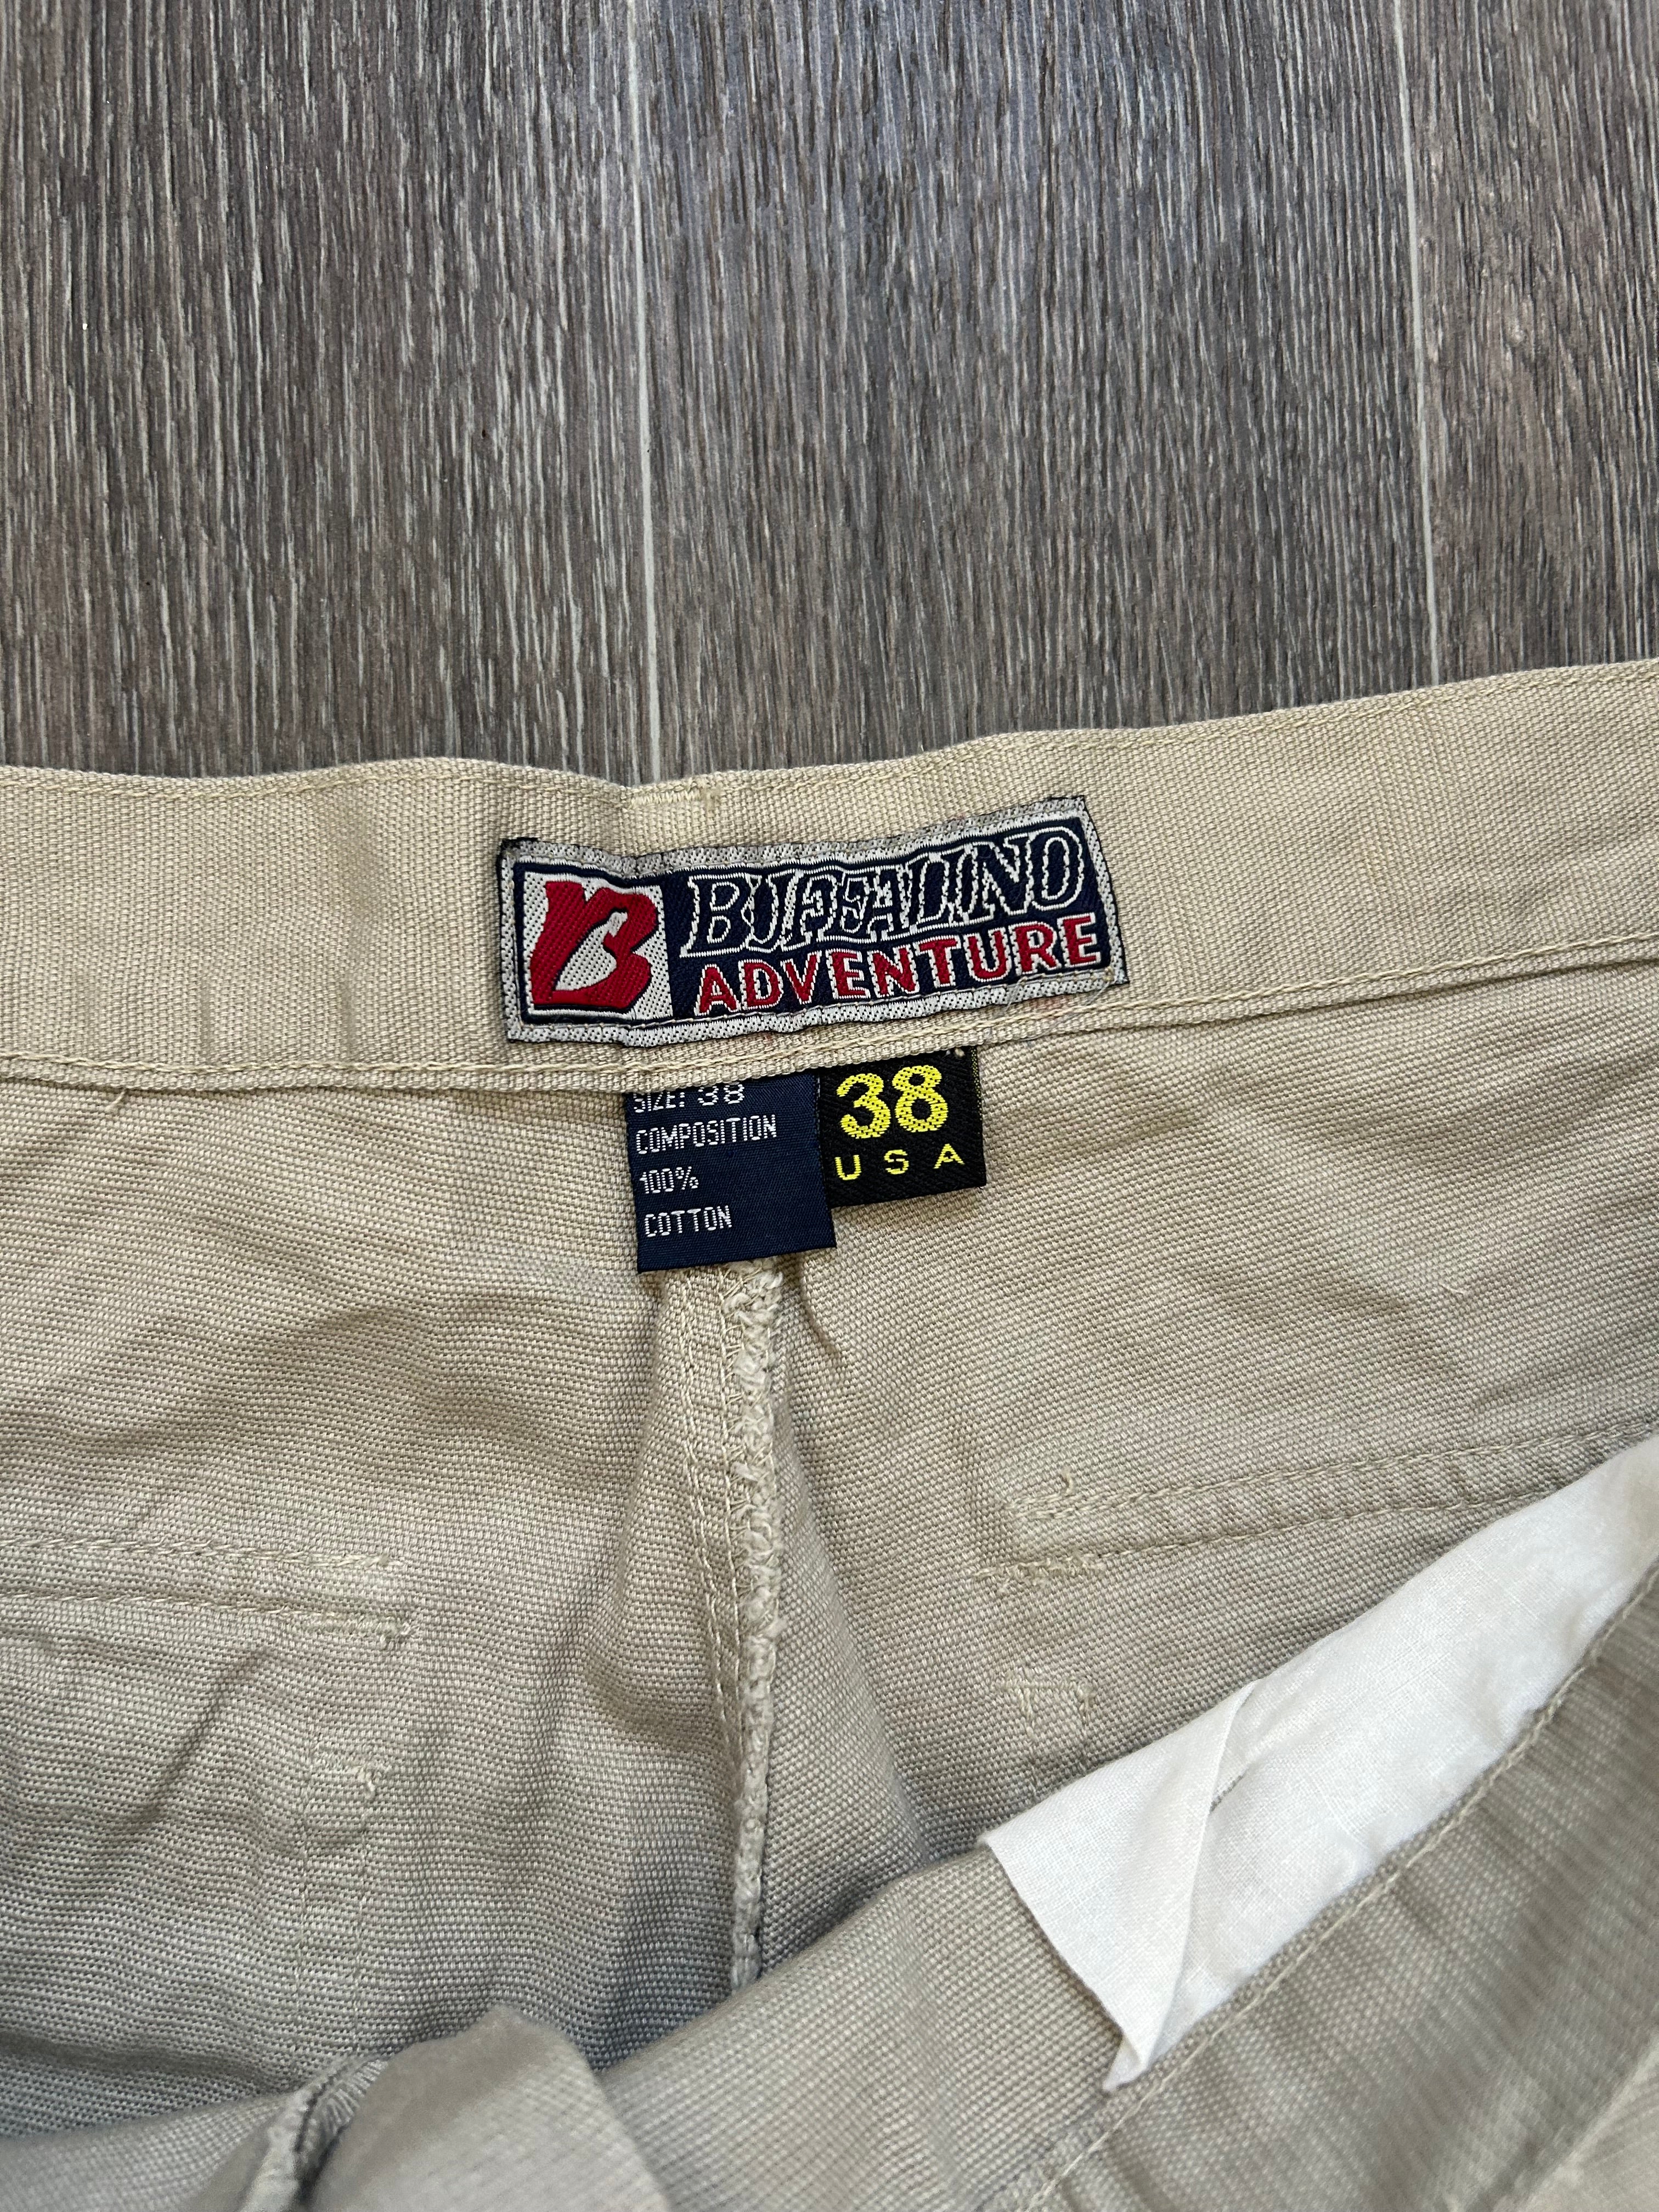 B
BUFFALINO
ADVENTURE
SIZE: 38
COMPOSITION
100%
COTTON
38
USA